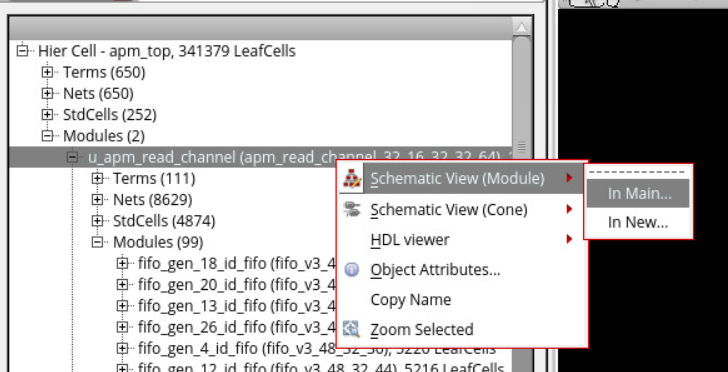 Hier Cell - apm_top, 341379 LeafCells
Terms (650)
Nets (650)
StdCells (252)
Modules (2)
u_apm_read_channel (apm_read_channel_32_16_32_32_64),
Terms (111)
Nets (8629)
StdCells (4874)
Modules (99)
fifo_gen_18_id_fifo (fifo_v3_4
fifo_gen_20_id_fifo (fifo_v3_4
fifo_gen_13_id_fifo (fifo_v3_4
fifo_gen_26_id_fifo (fifo_v3_4
fifo_gen_4_id_fifo (fifo_v3_48_32_36), 5220 LeafCells
fifo_gen_12_id_fifo (fifo_v3_48_32_44), 5216 LeafCells
Schematic View (Module)
Schematic View (Cone)
HDL viewer
Object Attributes...
Copy Name
Zoom Selected
In Main...
In New...